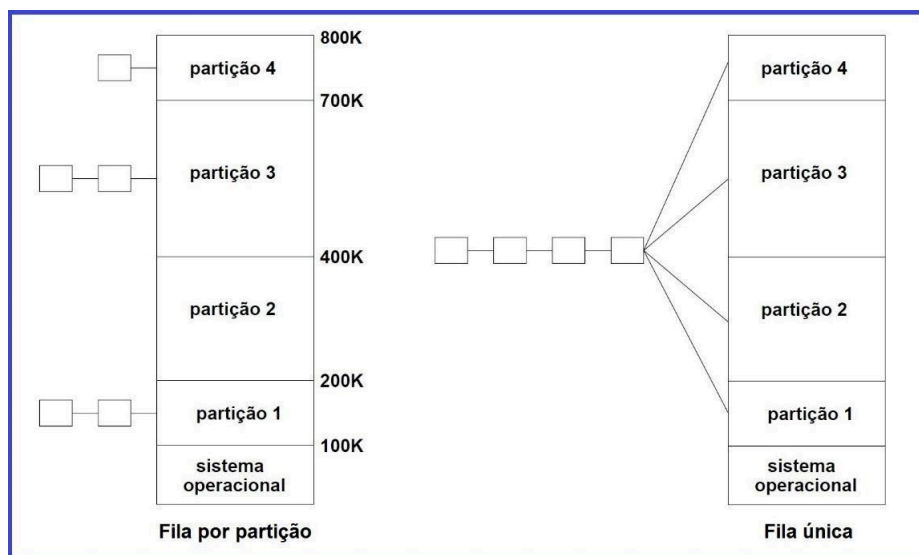 800K
partição 4
700K
partição 3
400K
partição 2
200K
partição 1
100K
sistema
operacional
Fila por partição
partição 4
partição 3
partição 2
partição 1
sistema
operacional
Fila única